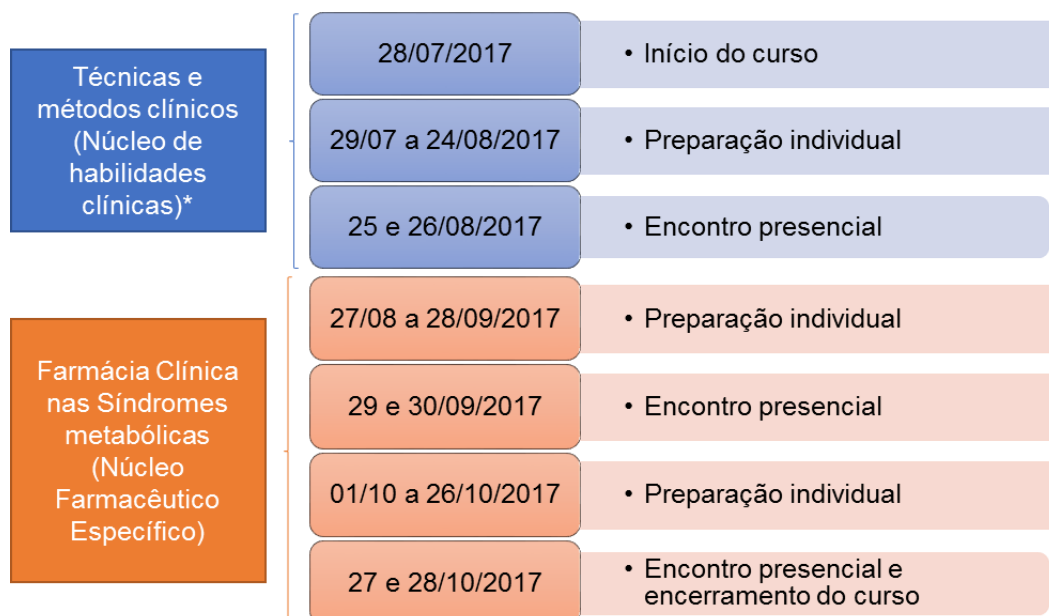 Técnicas e
métodos clínicos
(Núcleo de
habilidades
clínicas)*
28/07/2017
• Início do curso
29/07 a 24/08/2017
• Preparação individual
25 e 26/08/2017
• Encontro presencial
Farmácia Clínica
nas Síndromes
metabólicas
(Núcleo
Farmacêutico
Específico)
27/08 a 28/09/2017
• Preparação individual
29 e 30/09/2017
• Encontro presencial
01/10 a 26/10/2017
• Preparação individual
27 e 28/10/2017
• Encontro presencial e
encerramento do curso